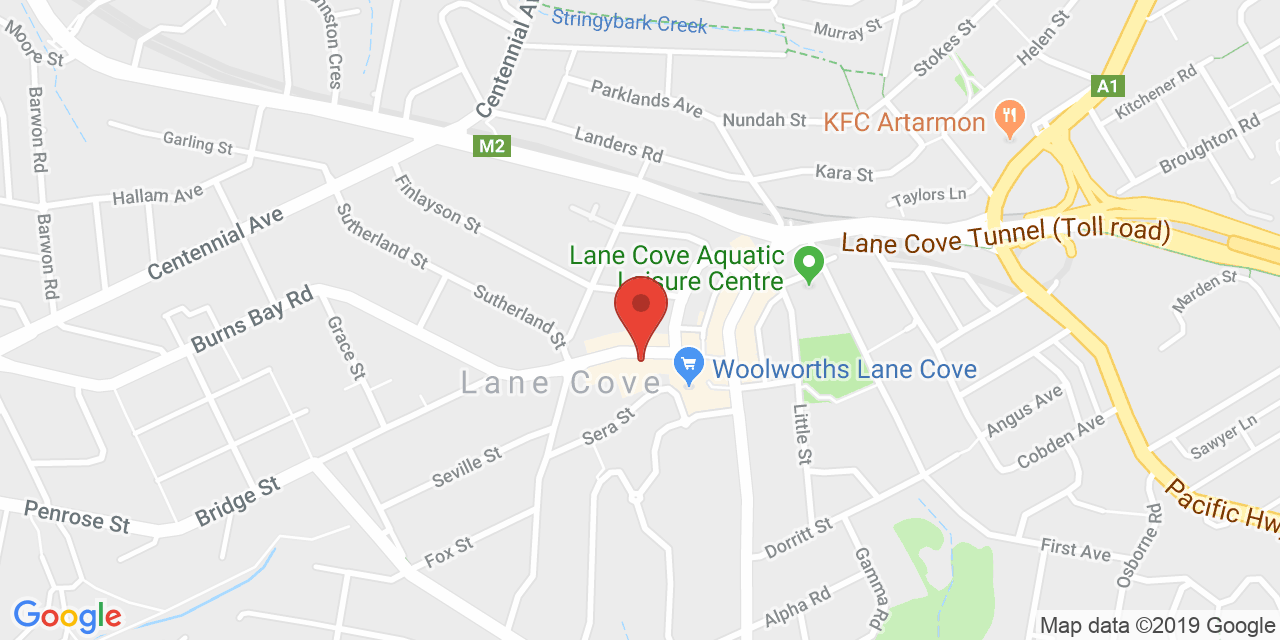 Stringybark Creek
Moore St
Johnston Cres
Centennial Ave
Murray St
Stokes St
Helen St
A1
Kitchener Rd
Broughton Rd
Barwon Rd
Parklands Ave
Nundah St
KFC Artarmon
Garling St
M2
Landers Rd
Kara St
Taylors Ln
Hallam Ave
Finlayson St
Barwon Rd
Centennial Ave
Sutherland St
Lane Cove Tunnel (Toll road)
Lane Cove Aquatic
Leisure Centre
Marden St
Burns Bay Rd
Sutherland St
Grace St
Lane Cove
Woolworths Lane Cove
Angus Ave
Cobden Ave
Little St
Sera St
Sawyer Ln
Seville St
Bridge St
Penrose St
Pacific Hwy
Osborne Rd
Dorritt St
Fox St
First Ave
Gamma Rd
Alpha Rd
Google
Map data ©2019 Google